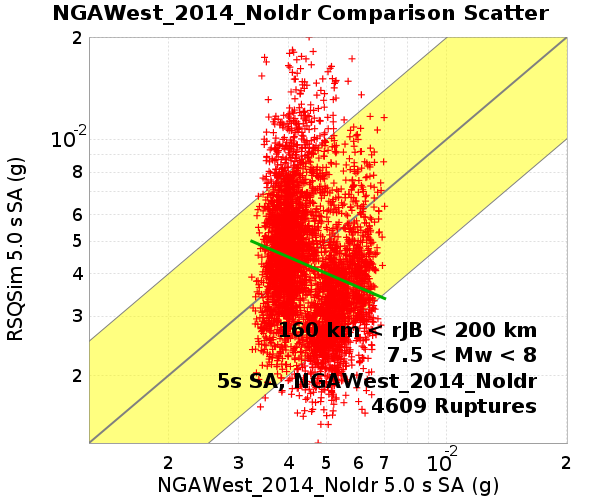 NGAWest_2014_NoIdr Comparison Scatter
2
10-2
8
6
5
4
3
2
RSQSim 5.0 s SA (g)
160 km < rJB < 200 km
7.5 < Mw < 8
5s SA, NGAWest_2014_NoIdr
4609 Ruptures
2 3 4 5 6 7 10-2 2
NGAWest_2014_NoIdr 5.0 s SA (g)